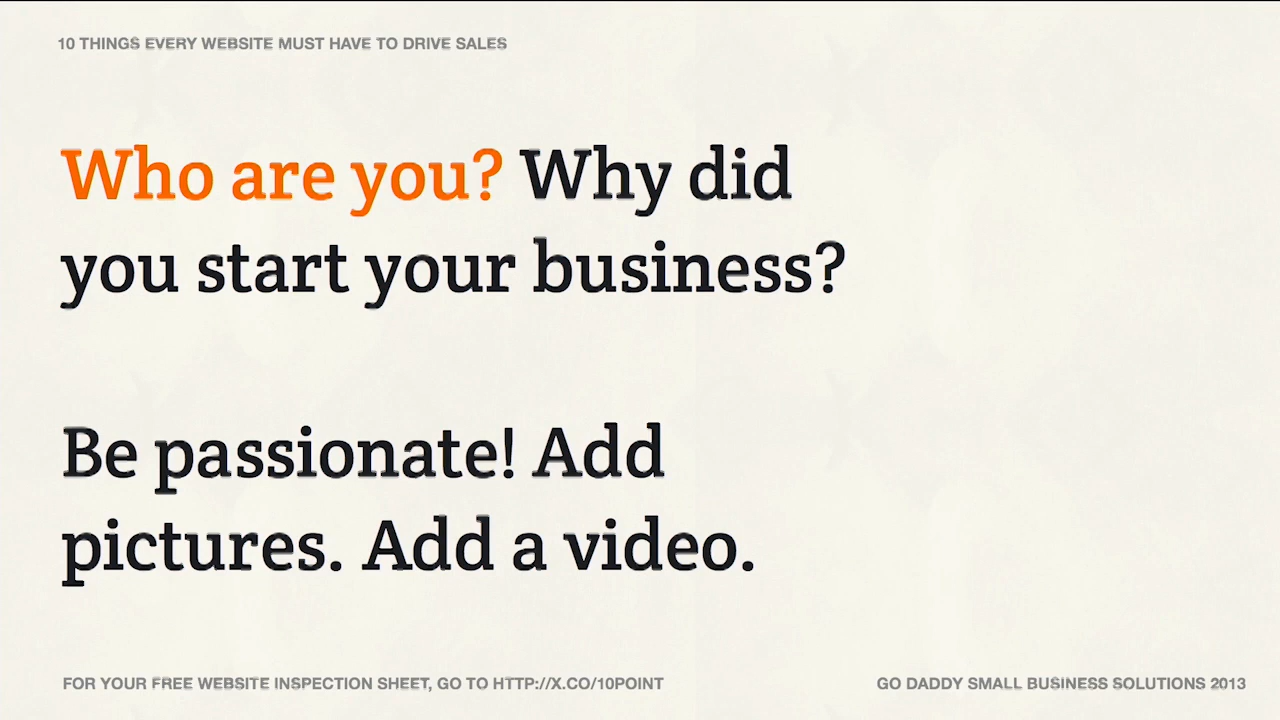 10 THINGS EVERY WEBSITE MUST HAVE TO DRIVE SALES
Who are you? Why did
you start your business?
Be passionate! Add
pictures. Add a video.
FOR YOUR FREE WEBSITE INSPECTION SHEET, GO TO HTTP://X.CO/10POINT
GO DADDY SMALL BUSINESS SOLUTIONS 2013